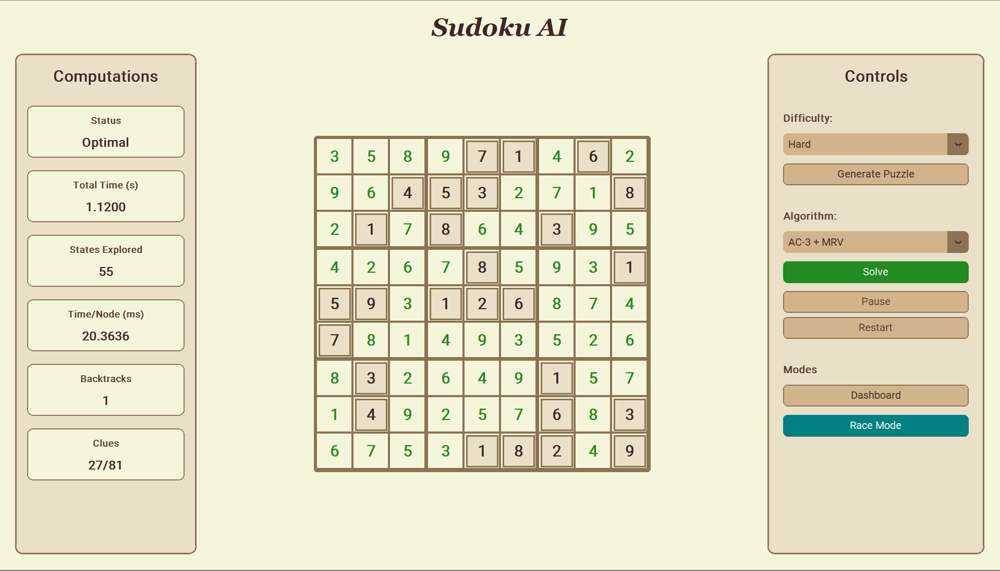 Sudoku AI
Computations
Status
Optimal
Total Time (s)
1.1200
States Explored
55
Time/Node (ms)
20.3636
Backtracks
1
Clues
27/81
3 5 8 9 7 1 4 6 2
9 6 4 5 3 2 7 1 8
2 1 7 8 6 4 3 9 5
4 2 6 7 8 5 9 3 1
5 9 3 1 2 6 8 7 4
7 8 1 4 9 3 5 2 6
8 3 2 6 4 9 1 5 7
1 4 9 2 5 7 6 8 3
6 7 5 3 1 8 2 4 9
Controls
Difficulty:
Hard
Generate Puzzle
Algorithm:
AC-3 + MRV
Solve
Pause
Restart
Modes
Dashboard
Race Mode